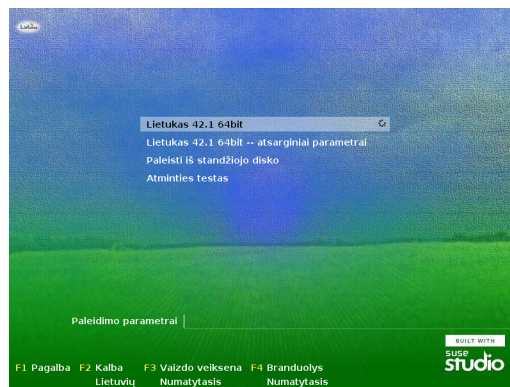 Lietukas 42.1 64bit
Lietukas 42.1 64bit -- atsarginiai parametrai
Paleisti iš standžiojo disko
Atminties testas
Paleidimo parametrai
BUILT WITH
SUSE
studio
F1 Pagalba F2 Kalba F3 Vaizdo veiksena F4 Branduolys
Lietuvių Numatytasis Numatytasis